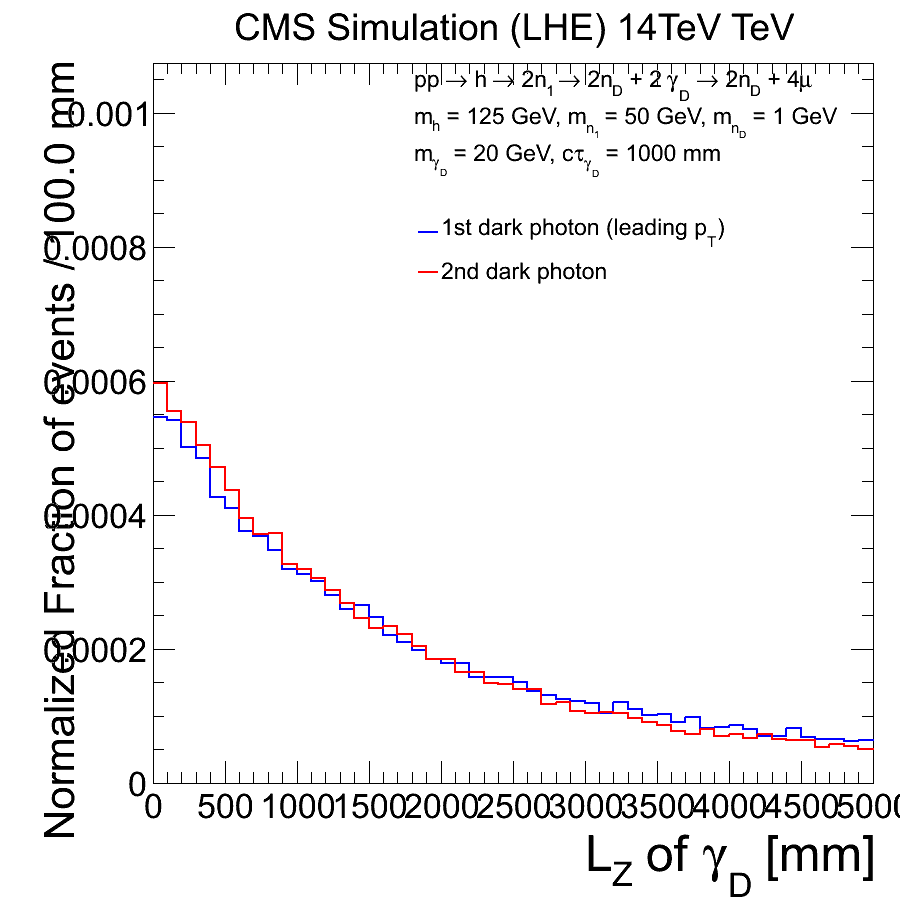 CMS Simulation (LHE) 14TeV TeV
pp → h → 2n1 → 2nD + 2 γD → 2nD + 4μ
mh = 125 GeV, mn1 = 50 GeV, mnD = 1 GeV
mγD = 20 GeV, cτγD = 1000 mm
1st dark photon (leading pT)
2nd dark photon
Normalized Fraction of events / 100.0 mm
0.001
0.0008
0.0006
0.0004
0.0002
0
0 500 1000 1500 2000 2500 3000 3500 4000 4500 5000
LZ of γD [mm]